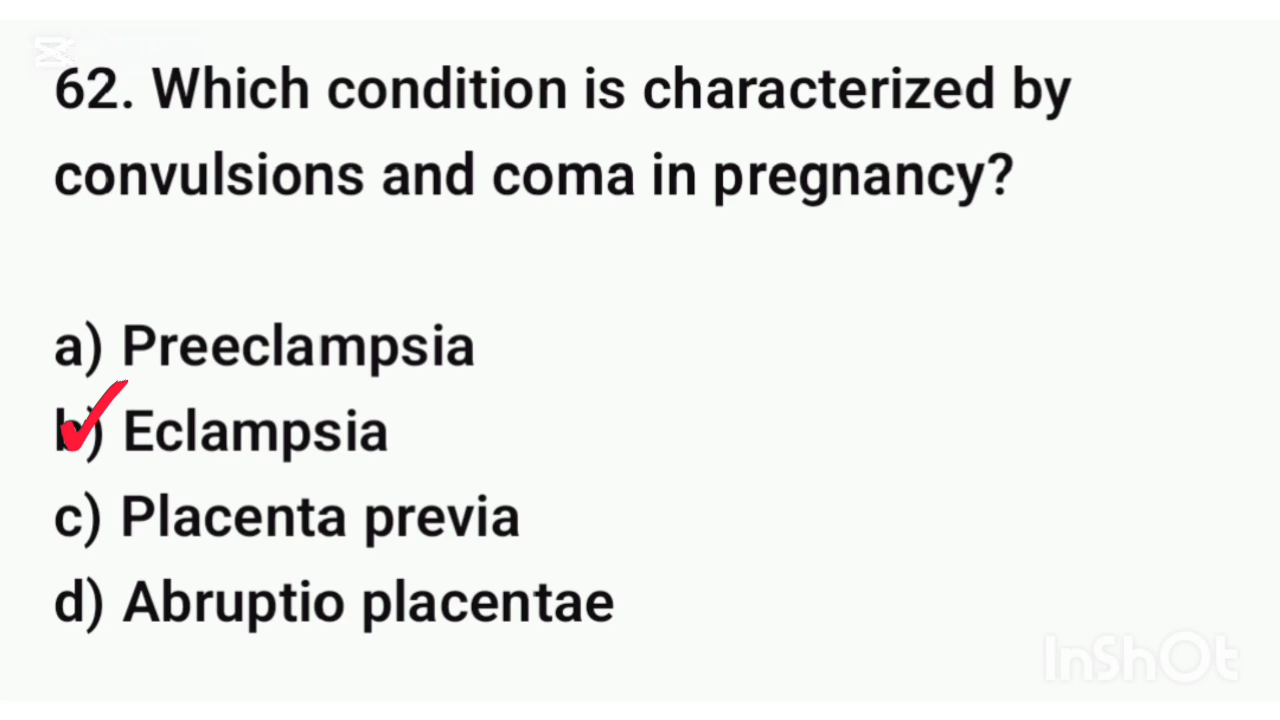 62. Which condition is characterized by
convulsions and coma in pregnancy?
a) Preeclampsia
b) Eclampsia
c) Placenta previa
d) Abruptio placentae
InShOt